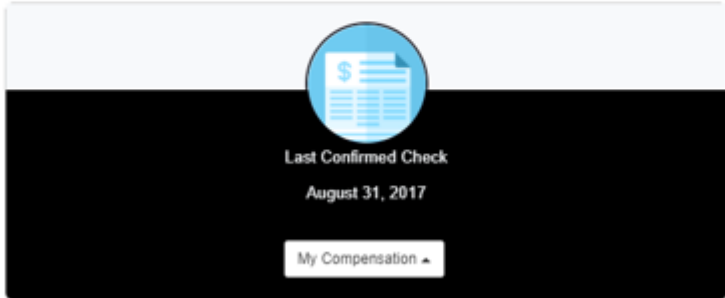 $
Last Confirmed Check
August 31, 2017
My Compensation